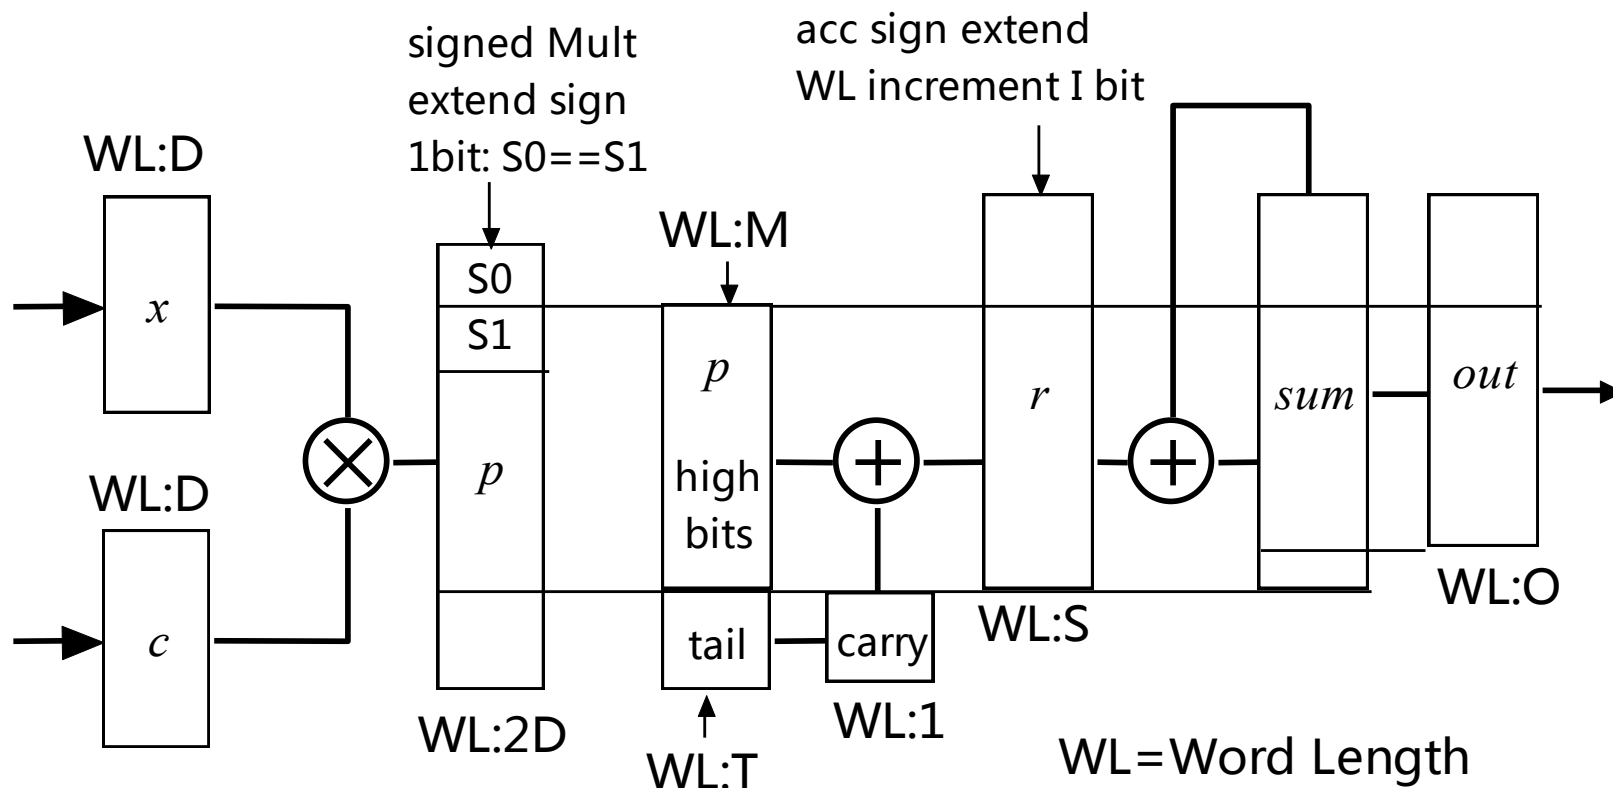 signed Mult
extend sign
1bit: S0==S1
acc sign extend
WL increment I bit
WL:D
x
WL:D
c
S0
S1
p
WL:2D
WL:M
p
high
bits
tail
WL:T
carry
WL:1
r
WL:S
sum
out
WL:O
WL=Word Length